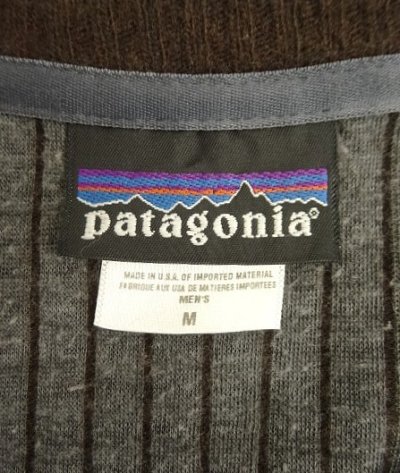 patagonia®
MADE IN U.S.A. OF IMPORTED MATERIAL
FABRIQUE AUX USA DE MATIERES IMPORTEES
MEN'S
M